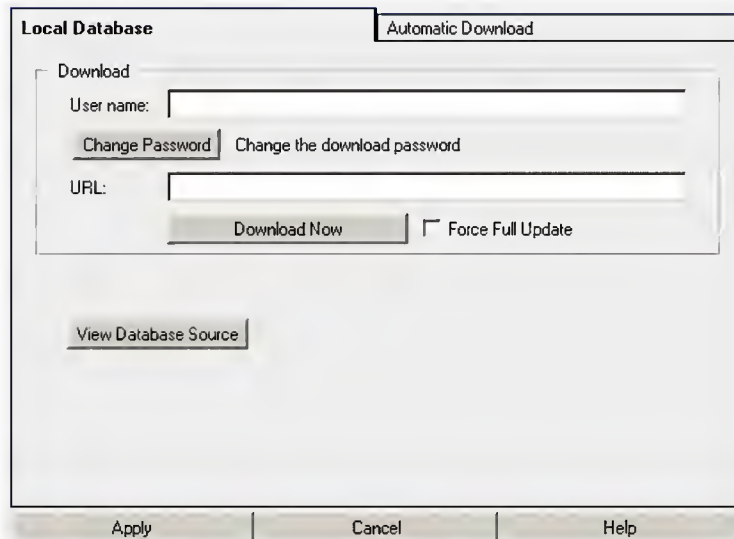 Local Database
Automatic Download
Download
User name:
Change Password Change the download password
URL:
Download Now Force Full Update
View Database Source
Apply Cancel Help